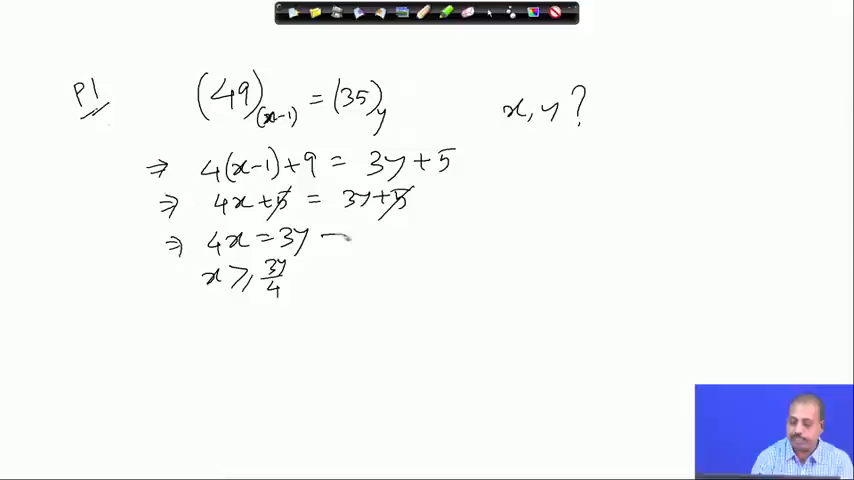 P1 (49)(x-1) = (35)y x, y ?
⇒ 4(x-1)+9 = 3y+5
⇒ 4x+5 = 3y+5
⇒ 4x = 3y –
x ⩾ 3y/4